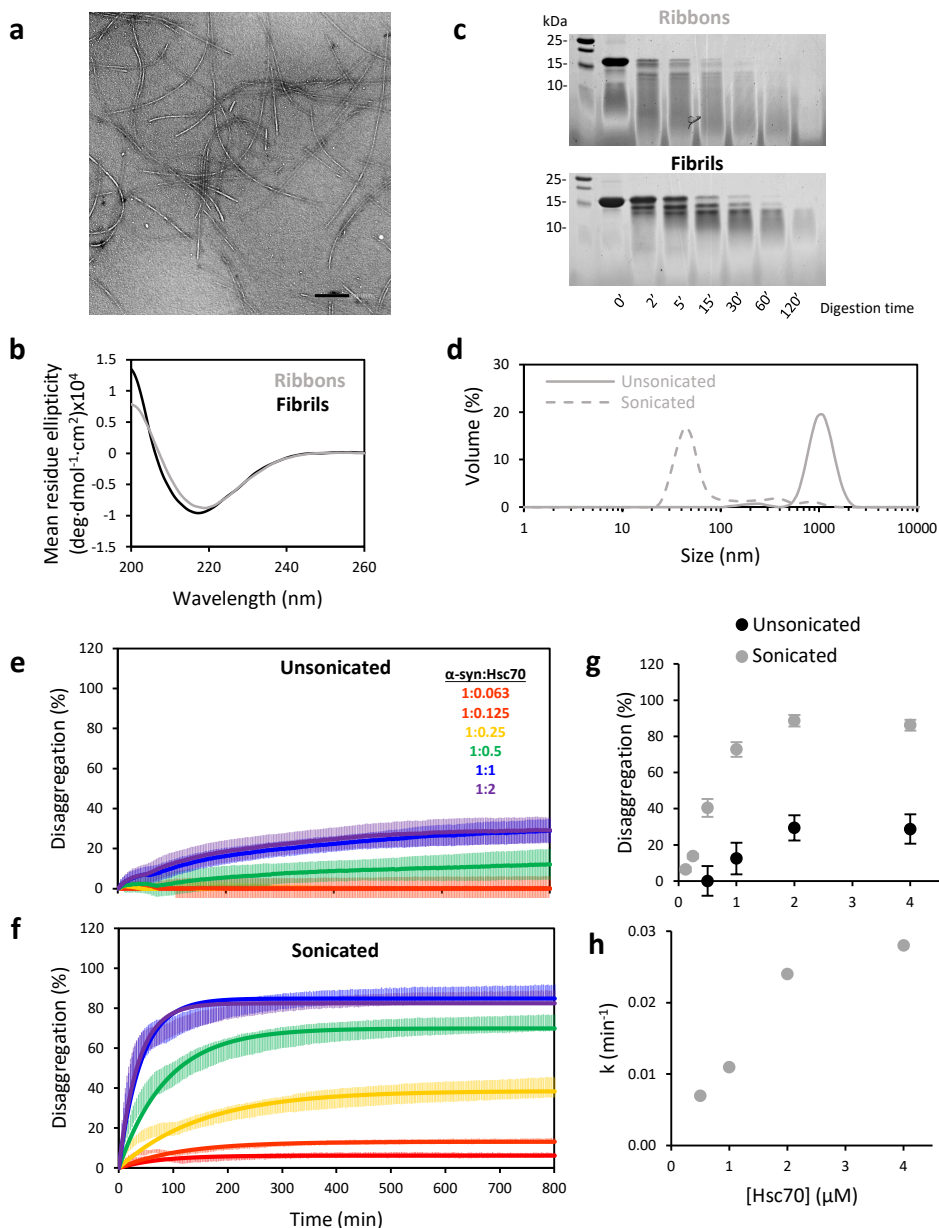 a
c
kDa
Ribbons
25-
15-
10-
Fibrils
25-
15-
10-
0′
2′
5′
15′
30′
60′
120′
Digestion time
b
Mean residue ellipticity
(deg·dmol⁻¹·cm²)x10⁴
1.5
1
0.5
0
-0.5
-1
-1.5
Ribbons
Fibrils
200
220
240
260
Wavelength (nm)
d
Volume (%)
30
20
10
0
Unsonicated
Sonicated
1
10
100
1000
10000
Size (nm)
e
Disaggregation (%)
120
100
80
60
40
20
0
Unsonicated
α-syn:Hsc70
1:0.063
1:0.125
1:0.25
1:0.5
1:1
1:2
0
200
400
600
800
f
Disaggregation (%)
120
100
80
60
40
20
0
Sonicated
0
100
200
300
400
500
600
700
800
Time (min)
Unsonicated
Sonicated
g
Disaggregation (%)
120
100
80
60
40
20
0
0
1
2
3
4
h
k (min⁻¹)
0.03
0.02
0.01
0.00
0
1
2
3
4
[Hsc70] (μM)